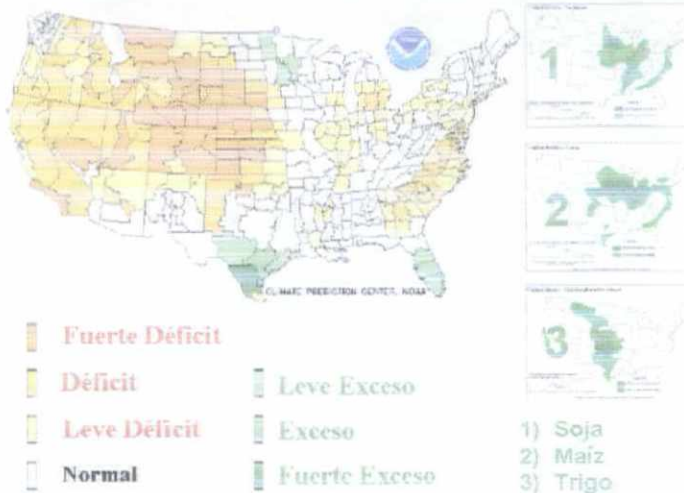 1
2
CLIMATE PREDICTION CENTER, NOAA
3
Fuerte Déficit
Déficit
Leve Exceso
Leve Déficit
Exceso
Normal
Fuerte Exceso
1) Soja
2) Maíz
3) Trigo